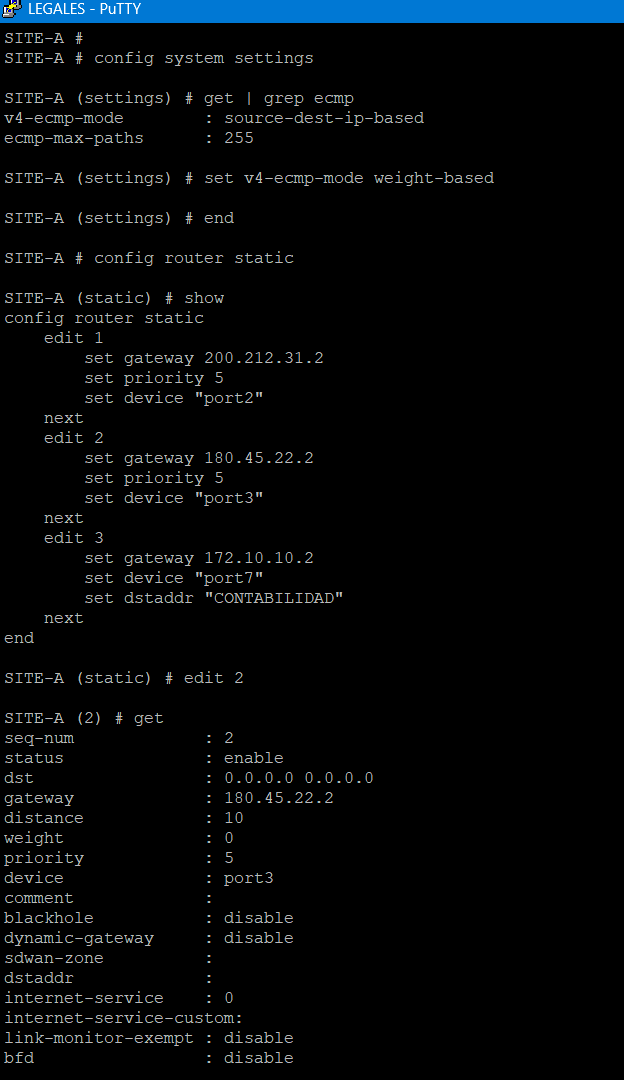 LEGALES - PuTTY
SITE-A #
SITE-A # config system settings
SITE-A (settings) # get | grep ecmp
v4-ecmp-mode        : source-dest-ip-based
ecmp-max-paths      : 255
SITE-A (settings) # set v4-ecmp-mode weight-based
SITE-A (settings) # end
SITE-A # config router static
SITE-A (static) # show
config router static
    edit 1
        set gateway 200.212.31.2
        set priority 5
        set device "port2"
    next
    edit 2
        set gateway 180.45.22.2
        set priority 5
        set device "port3"
    next
    edit 3
        set gateway 172.10.10.2
        set device "port7"
        set dstaddr "CONTABILIDAD"
    next
end
SITE-A (static) # edit 2
SITE-A (2) # get
seq-num             : 2
status              : enable
dst                 : 0.0.0.0 0.0.0.0
gateway             : 180.45.22.2
distance            : 10
weight              : 0
priority            : 5
device              : port3
comment             :
blackhole           : disable
dynamic-gateway     : disable
sdwan-zone          :
dstaddr             :
internet-service    : 0
internet-service-custom:
link-monitor-exempt : disable
bfd                 : disable